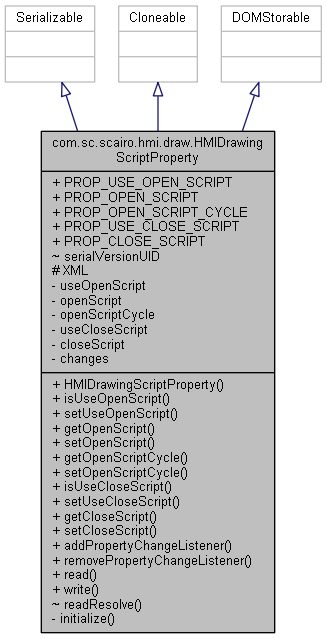 Serializable
Cloneable
DOMStorable
com.sc.scairo.hmi.draw.HMIDrawing
ScriptProperty
+ PROP_USE_OPEN_SCRIPT
+ PROP_OPEN_SCRIPT
+ PROP_OPEN_SCRIPT_CYCLE
+ PROP_USE_CLOSE_SCRIPT
+ PROP_CLOSE_SCRIPT
~ serialVersionUID
# XML
- useOpenScript
- openScript
- openScriptCycle
- useCloseScript
- closeScript
- changes
+ HMIDrawingScriptProperty()
+ isUseOpenScript()
+ setUseOpenScript()
+ getOpenScript()
+ setOpenScript()
+ getOpenScriptCycle()
+ setOpenScriptCycle()
+ isUseCloseScript()
+ setUseCloseScript()
+ getCloseScript()
+ setCloseScript()
+ addPropertyChangeListener()
+ removePropertyChangeListener()
+ read()
+ write()
~ readResolve()
- initialize()